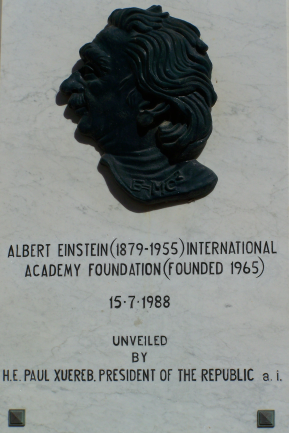 ALBERT EINSTEIN(1879-1955)INTERNATIONAL
ACADEMY FOUNDATION(FOUNDED 1965)
15·7·1988
UNVEILED
BY
H.E. PAUL XUEREB. PRESIDENT OF THE REPUBLIC a.i.